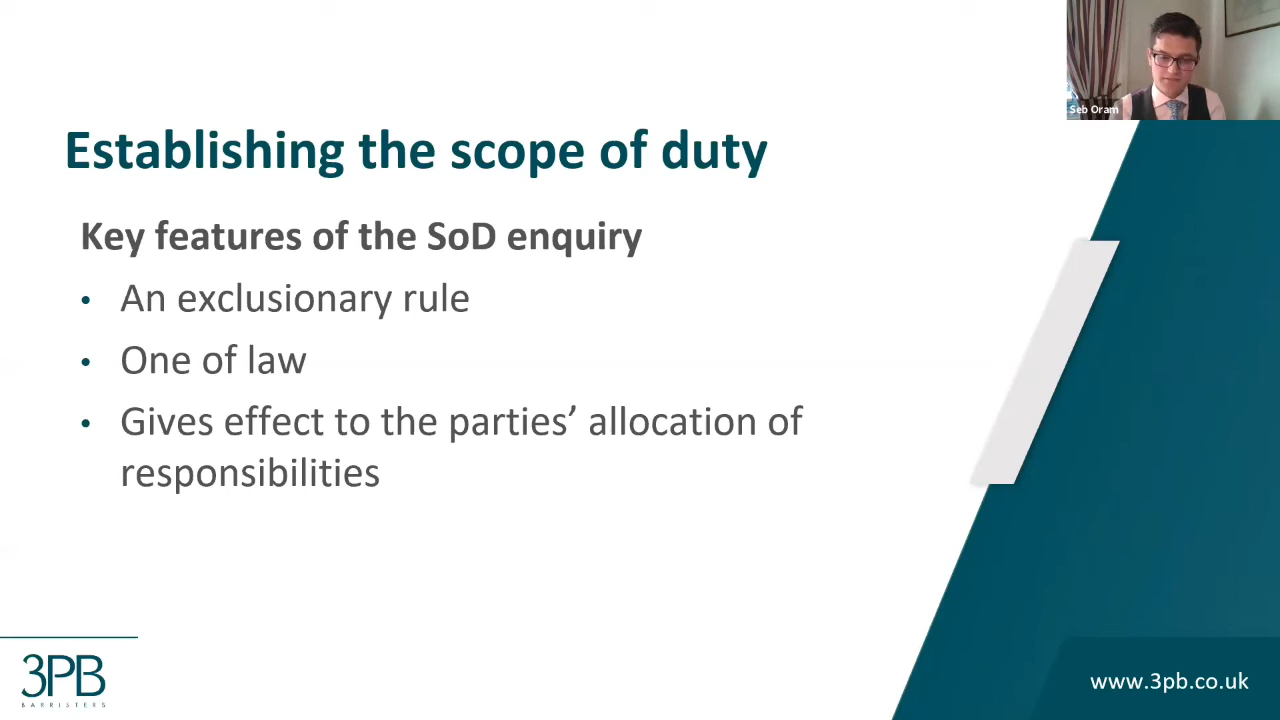 Seb Oram
Establishing the scope of duty
Key features of the SoD enquiry
• An exclusionary rule
• One of law
• Gives effect to the parties’ allocation of
responsibilities
3PB
BARRISTERS
www.3pb.co.uk